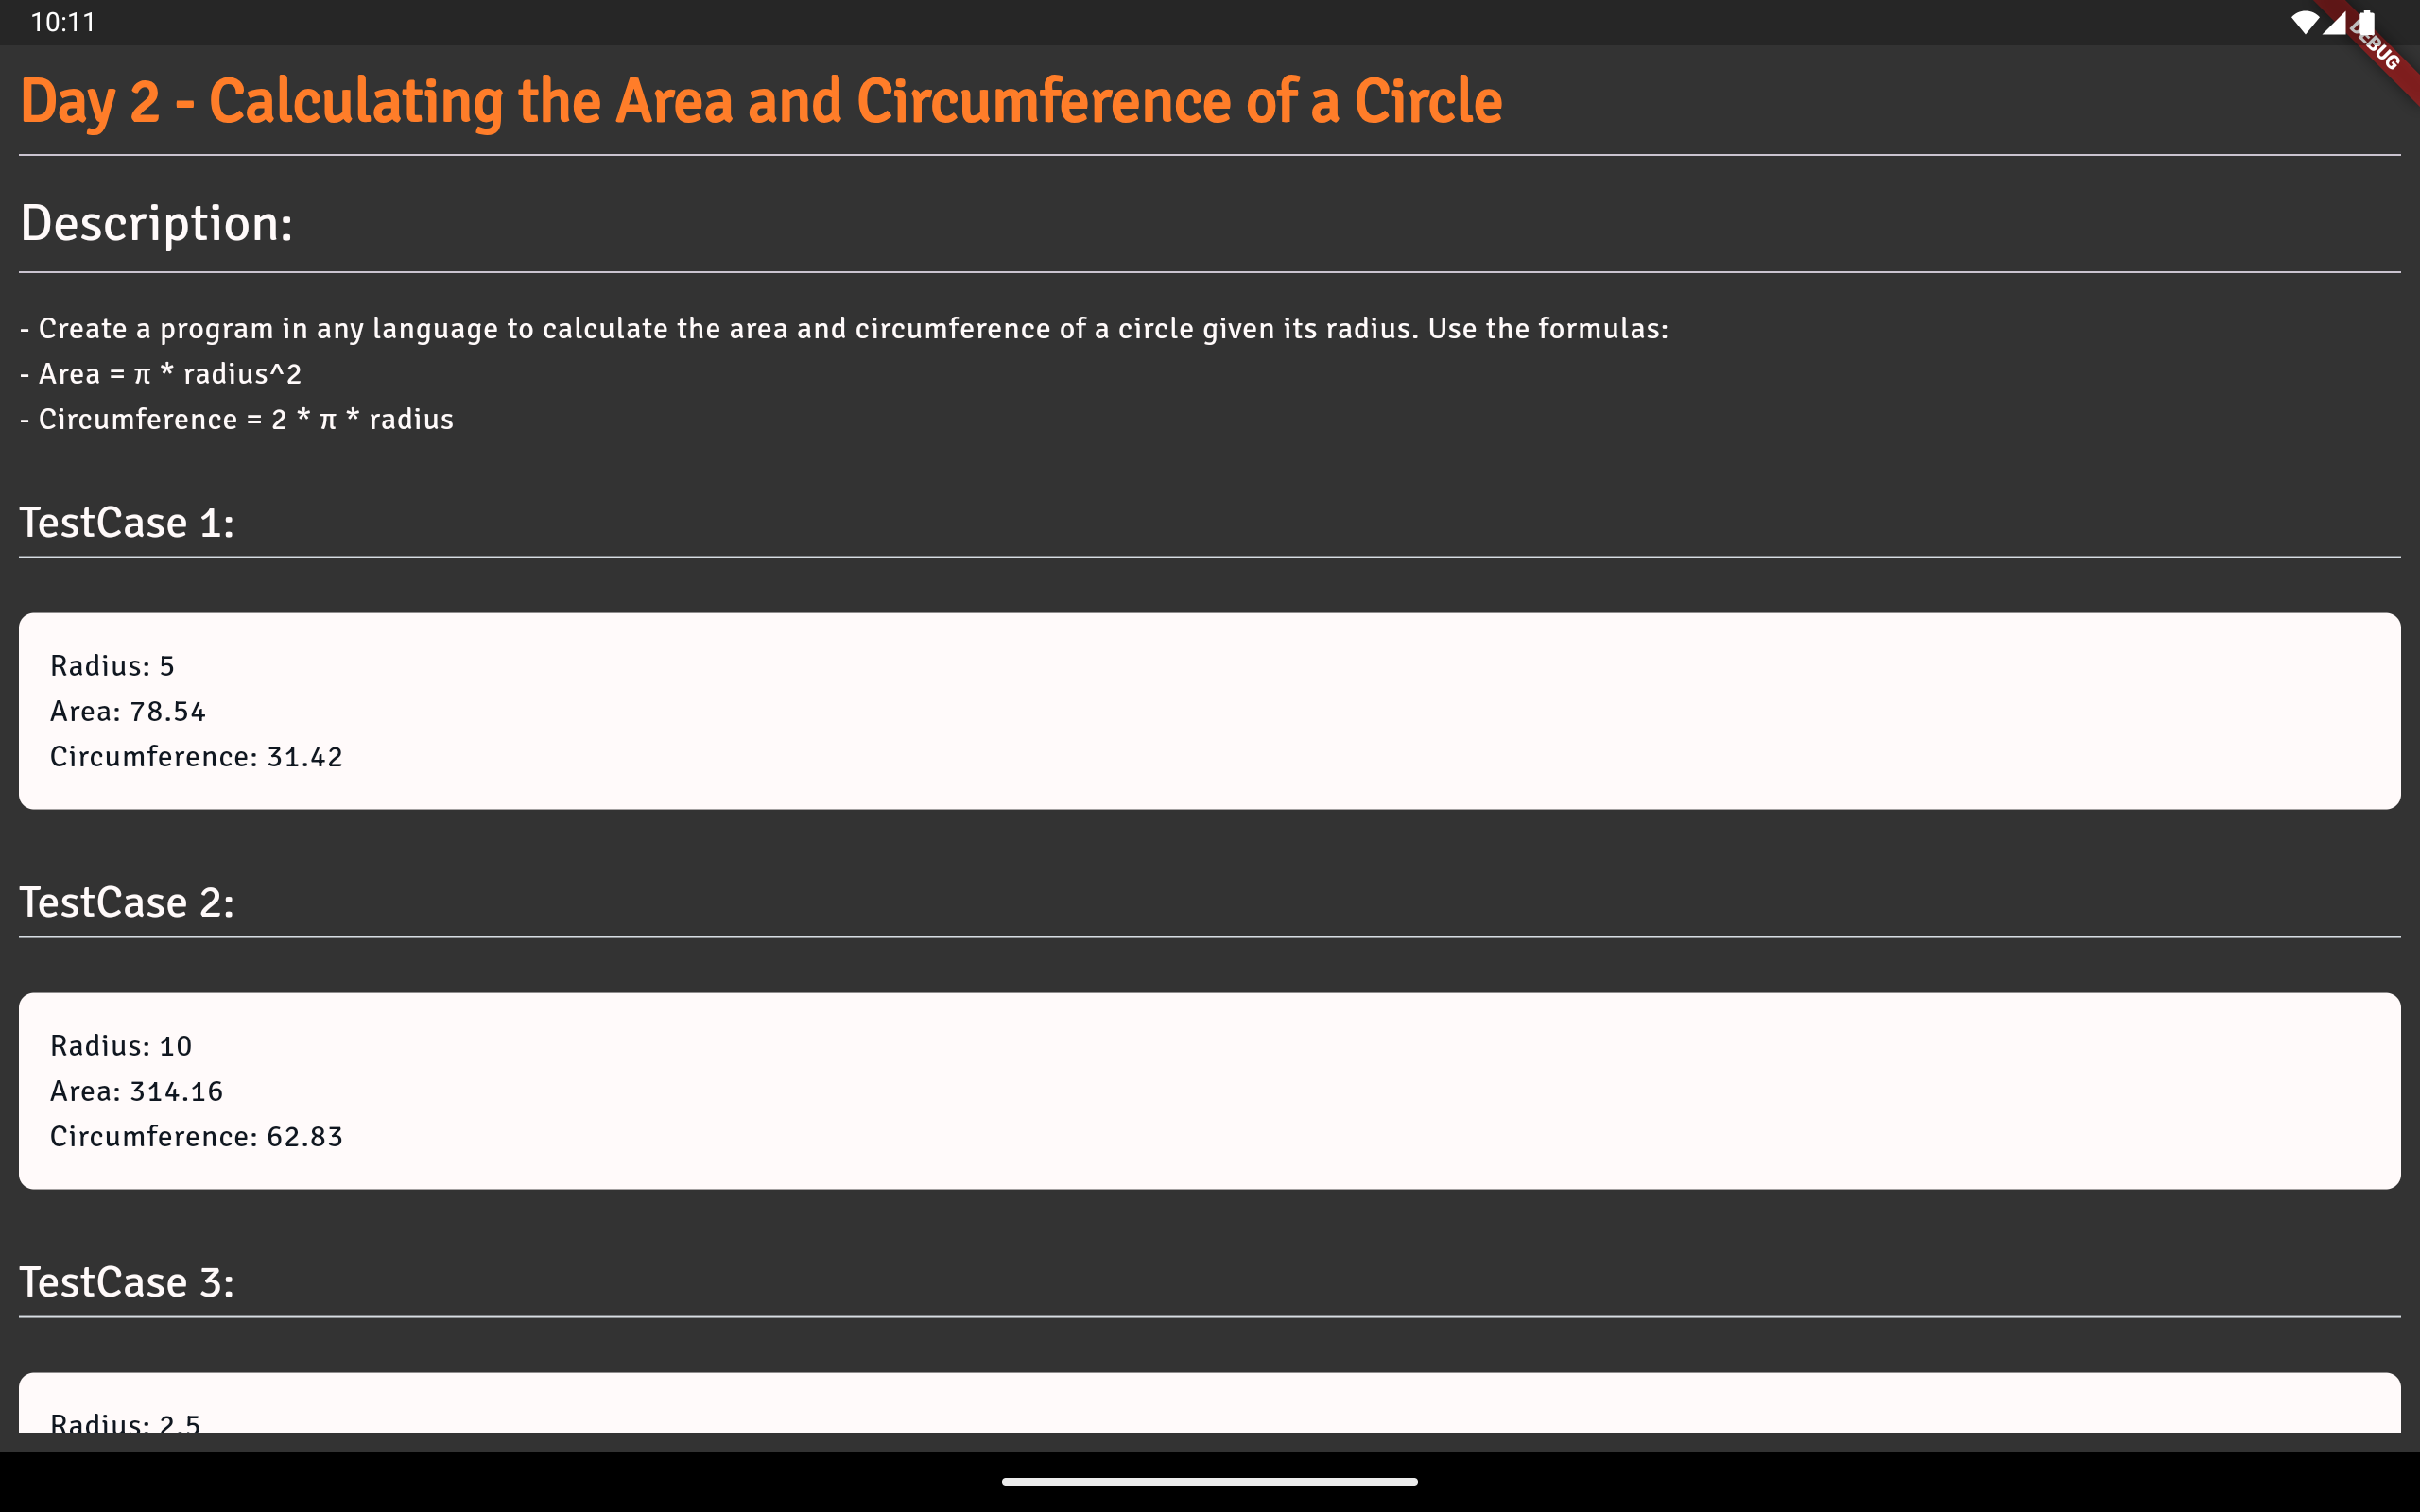 10:11
DEBUG
Day 2 - Calculating the Area and Circumference of a Circle
Description:
- Create a program in any language to calculate the area and circumference of a circle given its radius. Use the formulas:
- Area = π * radius^2
- Circumference = 2 * π * radius
TestCase 1:
Radius: 5
Area: 78.54
Circumference: 31.42
TestCase 2:
Radius: 10
Area: 314.16
Circumference: 62.83
TestCase 3:
Radius: 2.5